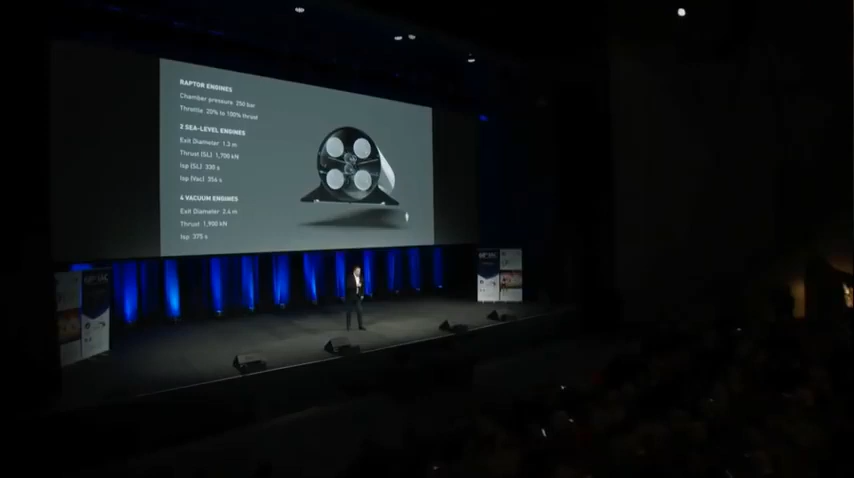 RAPTOR ENGINES
Chamber pressure 250 bar
Throttle 20% to 100% thrust
2 SEA-LEVEL ENGINES
Exit Diameter 1.3 m
Thrust (SL) 1,700 kN
Isp (SL) 330 s
Isp (Vac) 356 s
4 VACUUM ENGINES
Exit Diameter 2.4 m
Thrust 1,900 kN
Isp 375 s